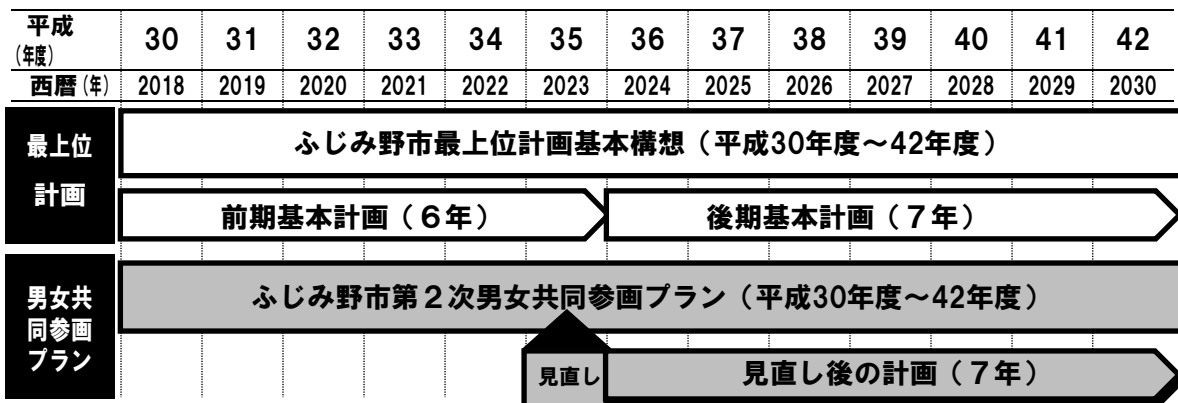 平成
(年度) 30 31 32 33 34 35 36 37 38 39 40 41 42
西暦(年) 2018 2019 2020 2021 2022 2023 2024 2025 2026 2027 2028 2029 2030
最上位
計画
ふじみ野市最上位計画基本構想(平成30年度~42年度)
前期基本計画(6年) 後期基本計画(7年)
男女共
同参画
プラン
ふじみ野市第2次男女共同参画プラン(平成30年度~42年度)
見直し 見直し後の計画(7年)